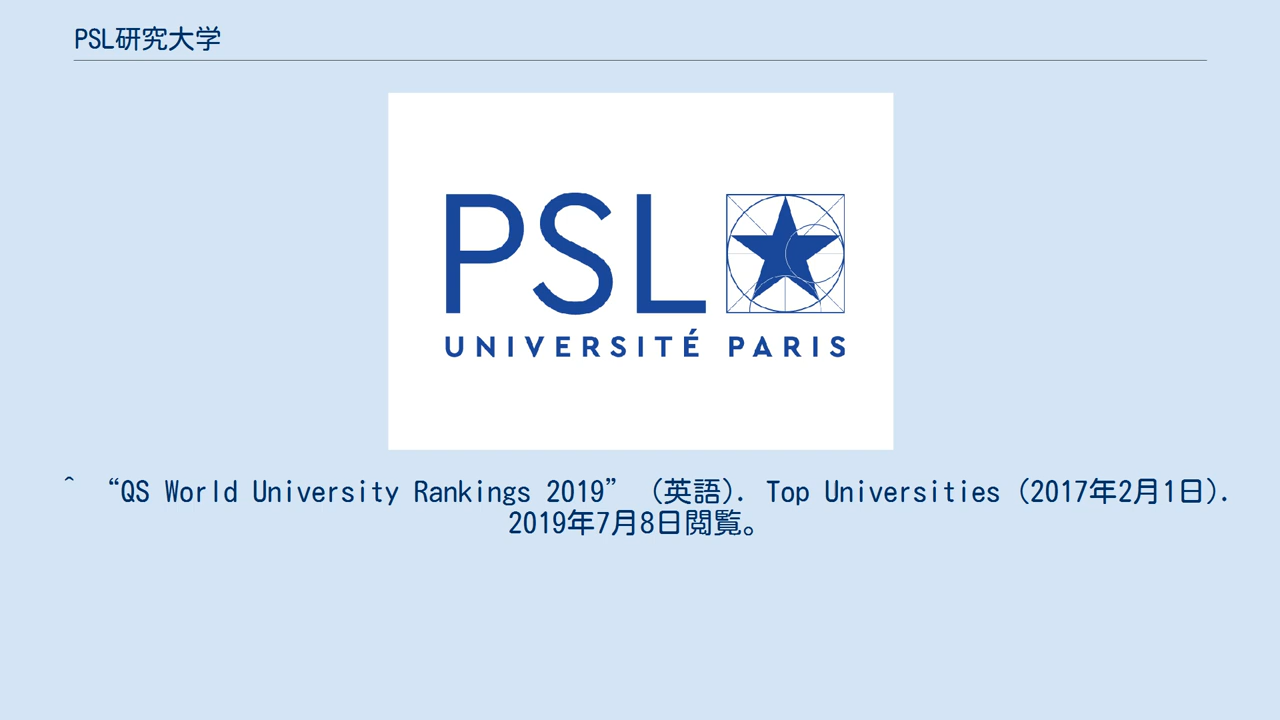 PSL研究大学
PSL
UNIVERSITÉ PARIS
^ “QS World University Rankings 2019” (英語). Top Universities (2017年2月1日).
2019年7月8日閲覧。